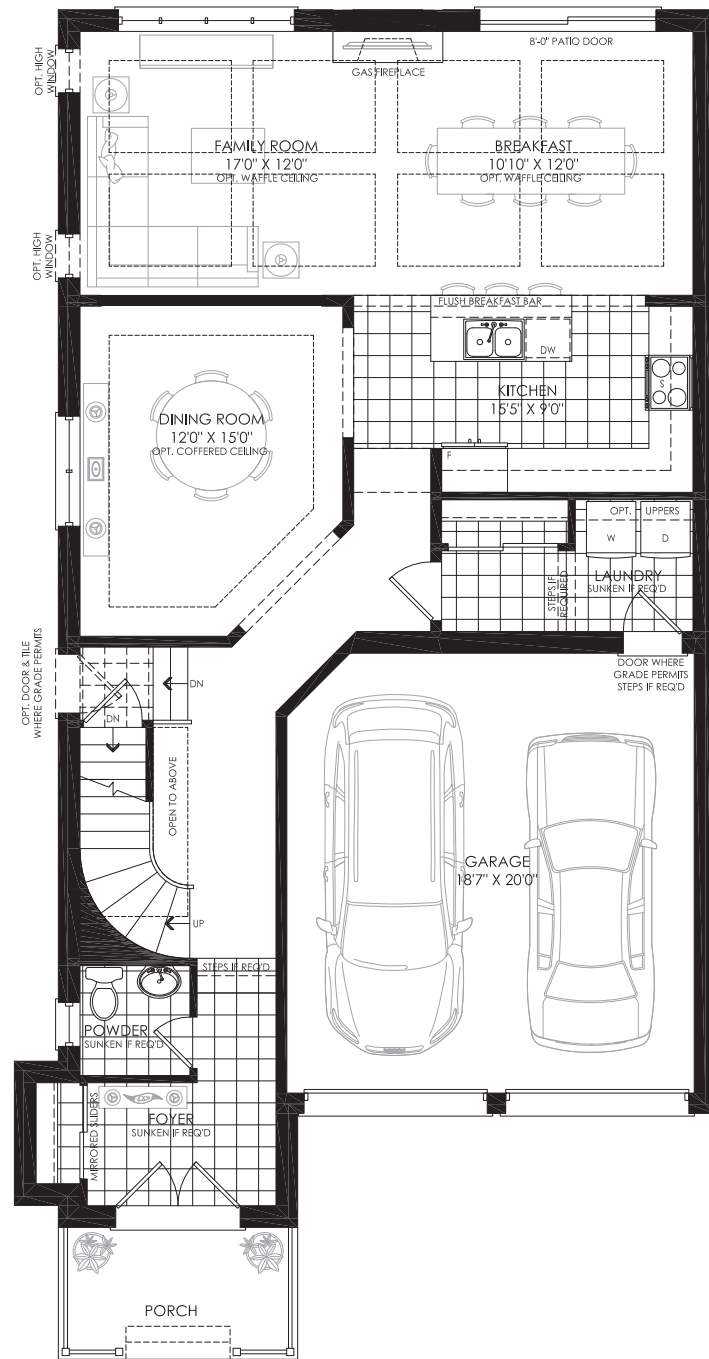 8'-0" PATIO DOOR
GAS FIREPLACE
OPT. HIGH
WINDOW
FAMILY ROOM
17'0" X 12'0"
OPT. WAFFLE CEILING
BREAKFAST
10'10" X 12'0"
OPT. WAFFLE CEILING
OPT. HIGH
WINDOW
FLUSH BREAKFAST BAR
DW
KITCHEN
15'5" X 9'0"
S
F
DINING ROOM
12'0" X 15'0"
OPT. COFFERED CEILING
OPT. UPPERS
W D
LAUNDRY
SUNKEN IF REQ'D
STEPS IF
REQUIRED
DOOR WHERE
GRADE PERMITS
STEPS IF REQ'D
OPT. DOOR & TILE
WHERE GRADE PERMITS
DN
DN
OPEN TO ABOVE
UP
GARAGE
18'7" X 20'0"
STEPS IF REQ'D
POWDER
SUNKEN IF REQ'D
MIRRORED SLIDERS
FOYER
SUNKEN IF REQ'D
PORCH